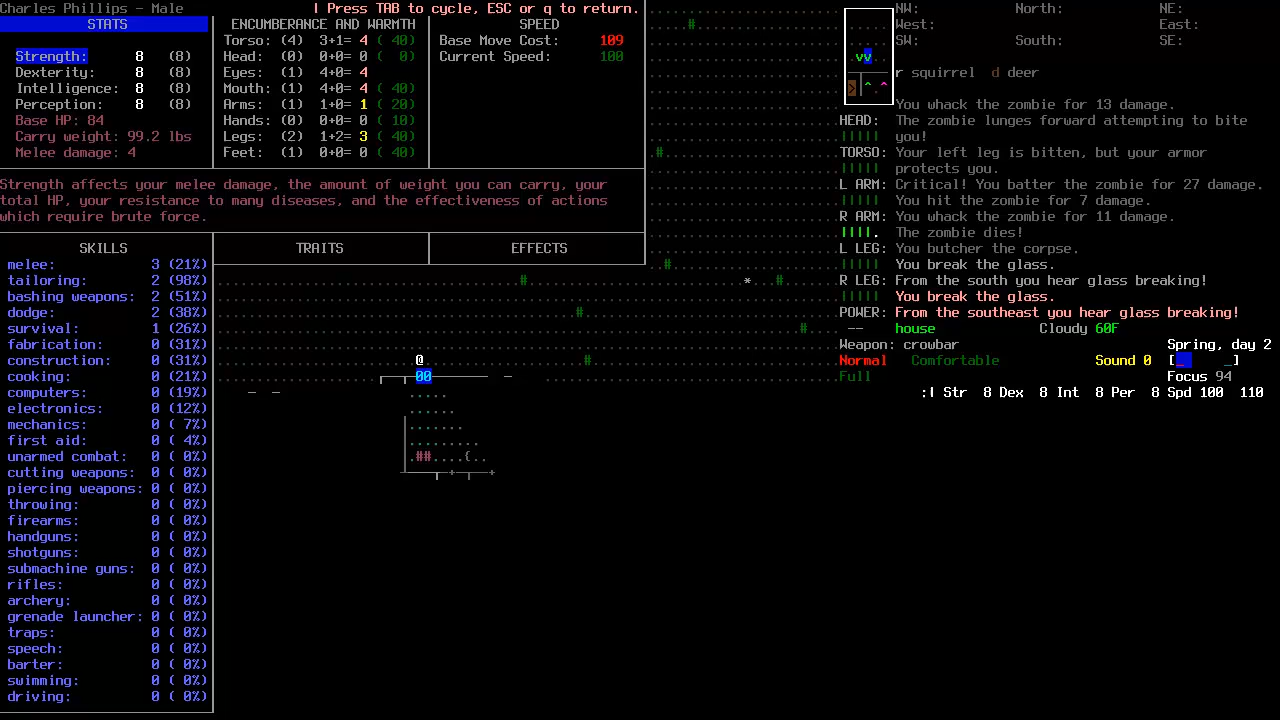 Charles Phillips - Male
| Press TAB to cycle, ESC or q to return.
STATS
Strength: 8 (8)
Dexterity: 8 (8)
Intelligence: 8 (8)
Perception: 8 (8)
Base HP: 84
Carry weight: 99.2 lbs
Melee damage: 4
ENCUMBERANCE AND WARMTH
Torso: (4) 3+1= 4 ( 40)
Head: (0) 0+0= 0 ( 0)
Eyes: (1) 4+0= 4
Mouth: (1) 4+0= 4 ( 40)
Arms: (1) 1+0= 1 ( 20)
Hands: (0) 0+0= 0 ( 10)
Legs: (2) 1+2= 3 ( 40)
Feet: (1) 0+0= 0 ( 40)
SPEED
Base Move Cost: 109
Current Speed: 100
Strength affects your melee damage, the amount of weight you can carry, your
total HP, your resistance to many diseases, and the effectiveness of actions
which require brute force.
SKILLS
melee: 3 (21%)
tailoring: 2 (98%)
bashing weapons: 2 (51%)
dodge: 2 (38%)
survival: 1 (26%)
fabrication: 0 (31%)
construction: 0 (31%)
cooking: 0 (21%)
computers: 0 (19%)
electronics: 0 (12%)
mechanics: 0 ( 7%)
first aid: 0 ( 4%)
unarmed combat: 0 ( 0%)
cutting weapons: 0 ( 0%)
piercing weapons: 0 ( 0%)
throwing: 0 ( 0%)
firearms: 0 ( 0%)
handguns: 0 ( 0%)
shotguns: 0 ( 0%)
submachine guns: 0 ( 0%)
rifles: 0 ( 0%)
archery: 0 ( 0%)
grenade launcher: 0 ( 0%)
traps: 0 ( 0%)
speech: 0 ( 0%)
barter: 0 ( 0%)
swimming: 0 ( 0%)
driving: 0 ( 0%)
TRAITS
EFFECTS
NW: North: NE:
West: East:
SW: South: SE:
r squirrel d deer
You whack the zombie for 13 damage.
HEAD: The zombie lunges forward attempting to bite
you!
TORSO: Your left leg is bitten, but your armor
protects you.
L ARM: Critical! You batter the zombie for 27 damage.
You hit the zombie for 7 damage.
R ARM: You whack the zombie for 11 damage.
The zombie dies!
L LEG: You butcher the corpse.
You break the glass.
R LEG: From the south you hear glass breaking!
You break the glass.
POWER: From the southeast you hear glass breaking!
-- house Cloudy 60F
Weapon: crowbar Spring, day 2
Normal Comfortable Sound 0 [_ _]
Full Focus 94
:| Str 8 Dex 8 Int 8 Per 8 Spd 100 110